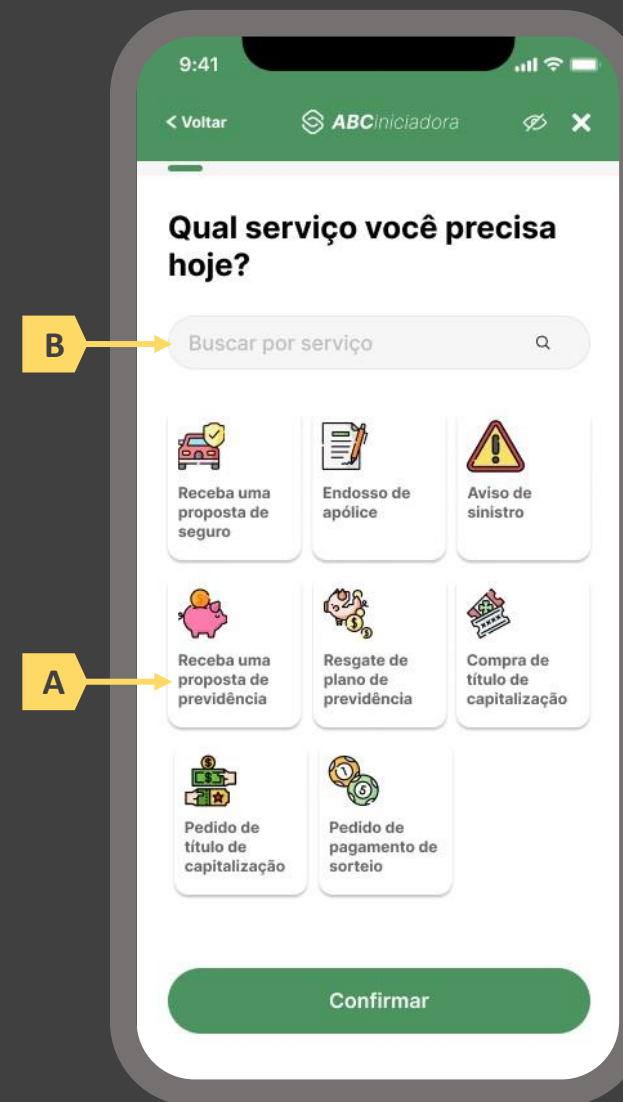 9:41
< Voltar
ABCiniciadora
Qual serviço você precisa
hoje?
B
Buscar por serviço
Receba uma
proposta de
seguro
Endosso de
apólice
Aviso de
sinistro
A
Receba uma
proposta de
previdência
Resgate de
plano de
previdência
Compra de
título de
capitalização
Pedido de
título de
capitalização
Pedido de
pagamento de
sorteio
Confirmar